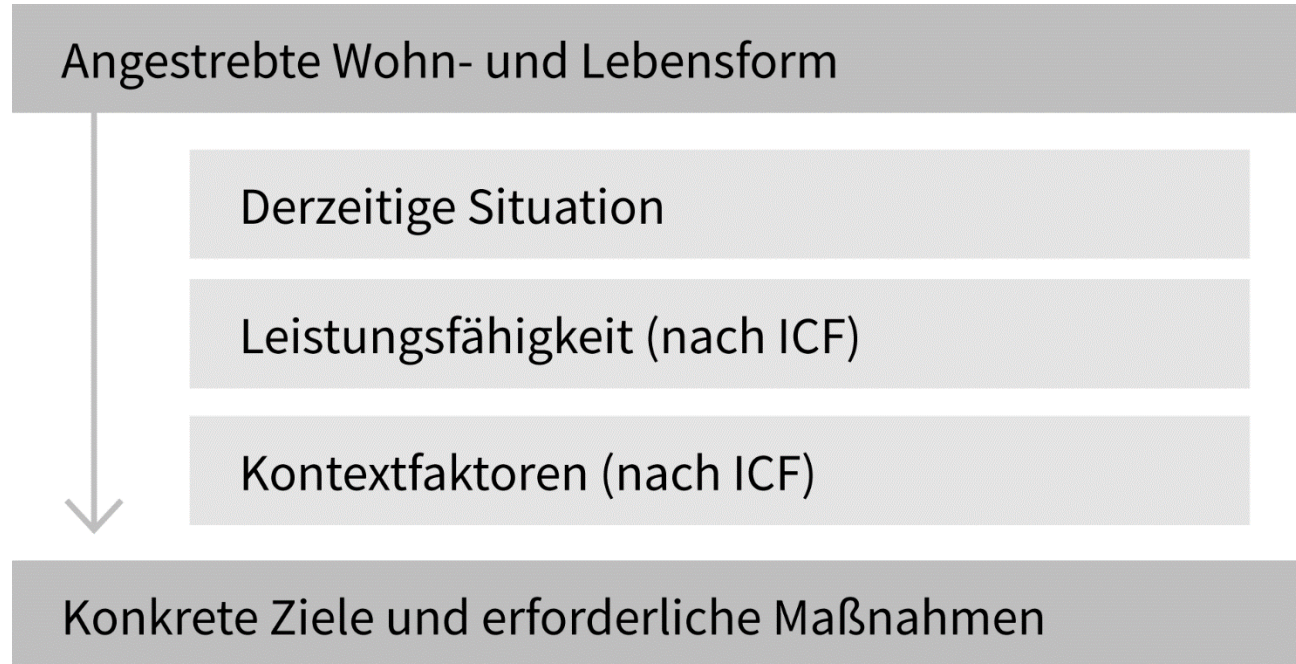 Angestrebte Wohn- und Lebensform
Derzeitige Situation
Leistungsfähigkeit (nach ICF)
Kontextfaktoren (nach ICF)
Konkrete Ziele und erforderliche Maßnahmen